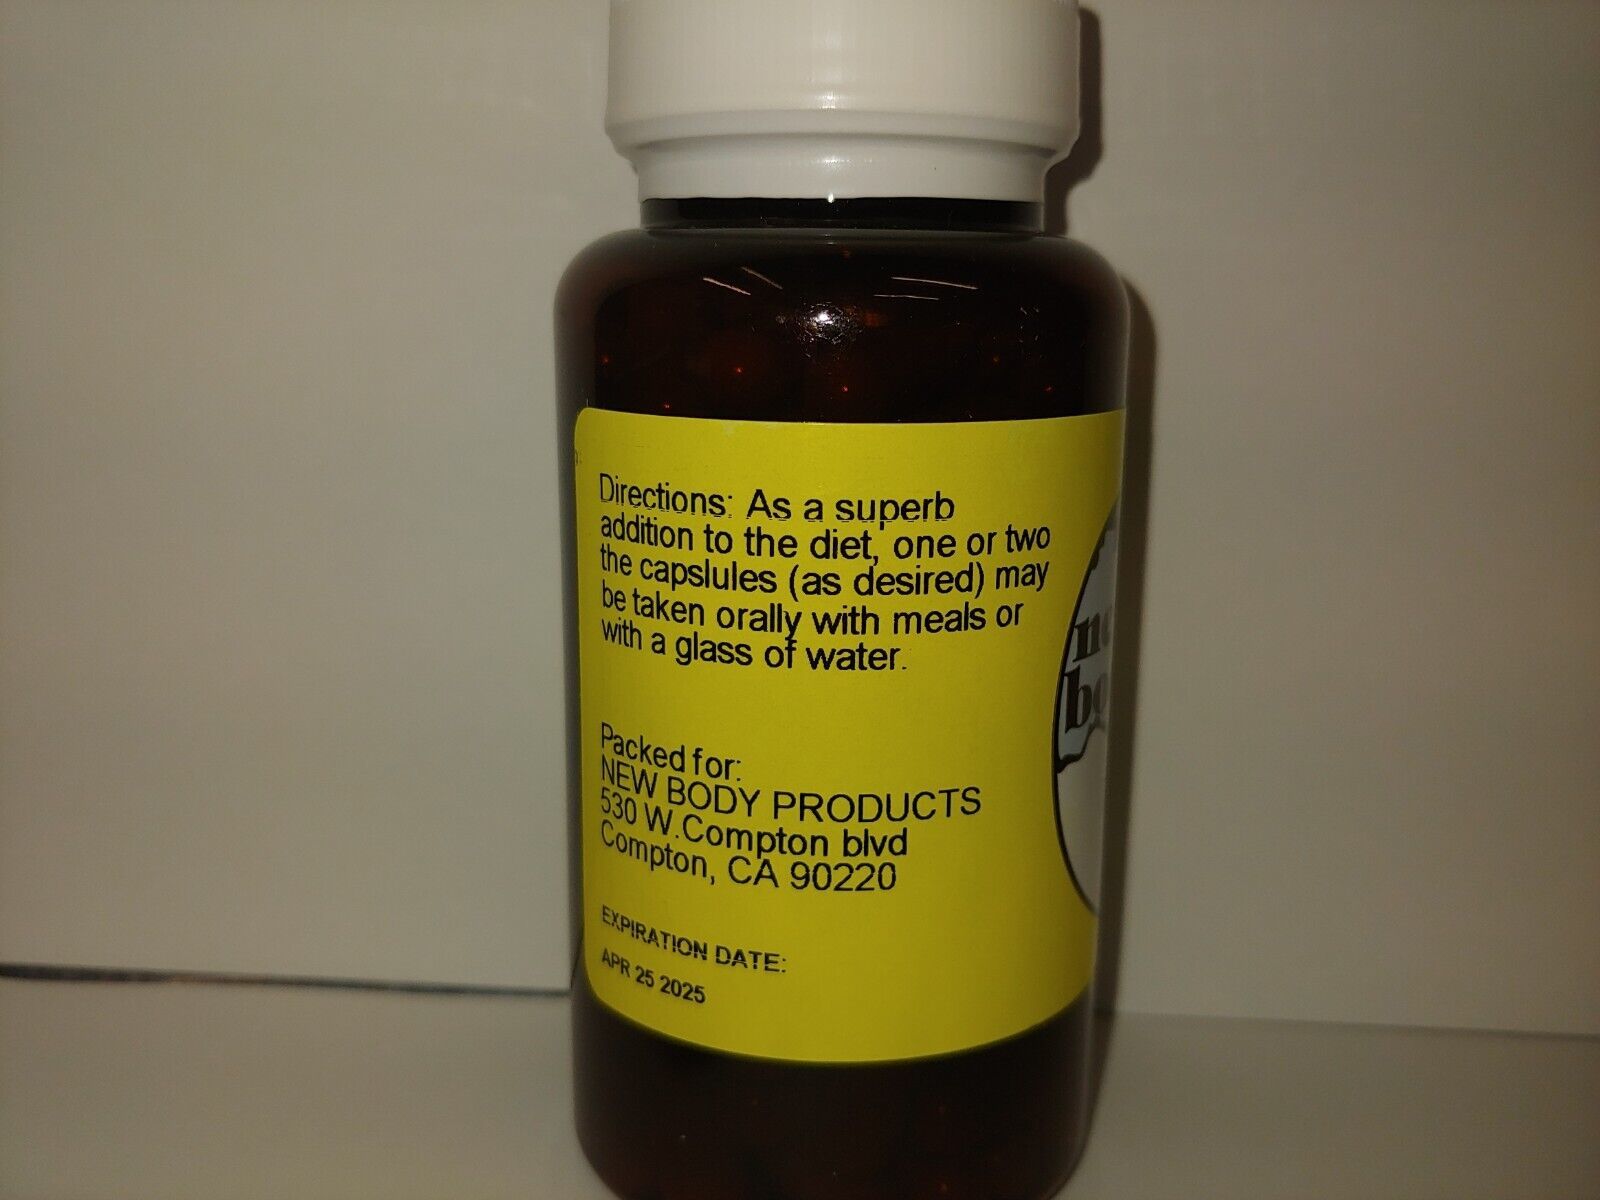 Directions: As a superb
addition to the diet, one or two
the capslules (as desired) may
be taken orally with meals or
with a glass of water.
Packed for:
NEW BODY PRODUCTS
530 W.Compton blvd
Compton, CA 90220
EXPIRATION DATE:
APR 25 2025